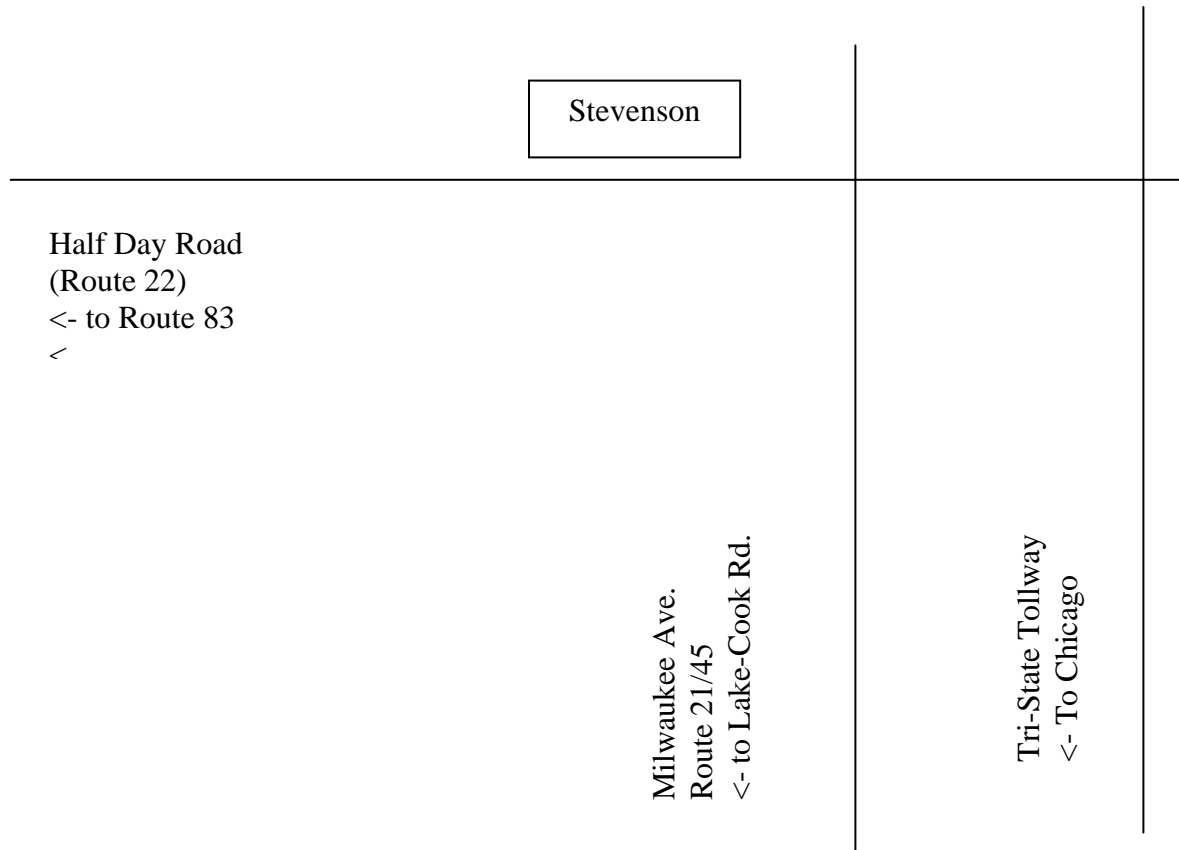 Stevenson
Half Day Road
(Route 22)
<- to Route 83
<
Milwaukee Ave.
Route 21/45
<- to Lake-Cook Rd.
Tri-State Tollway
<- To Chicago